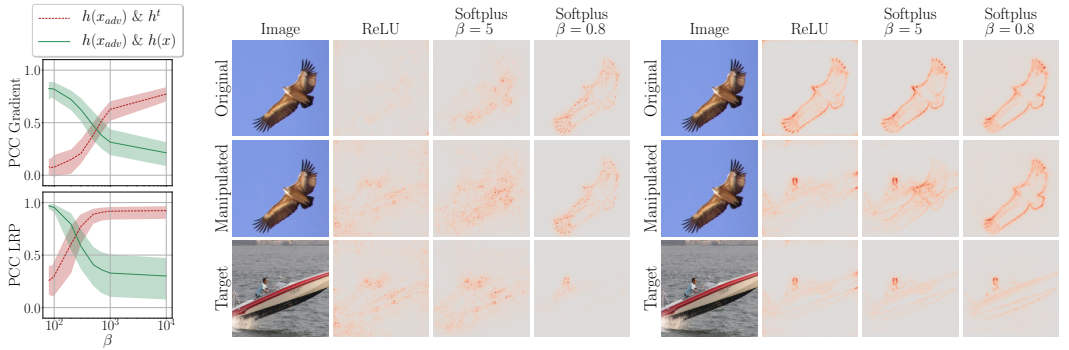 h(x_adv) & h^t
h(x_adv) & h(x)
1.0
0.5
0.0
PCC Gradient
1.0
0.5
0.0
PCC LRP
10^2
10^3
10^4
β
Image
ReLU
Softplus
β = 5
Softplus
β = 0.8
Original
Manipulated
Target
Image
ReLU
Softplus
β = 5
Softplus
β = 0.8
Original
Manipulated
Target